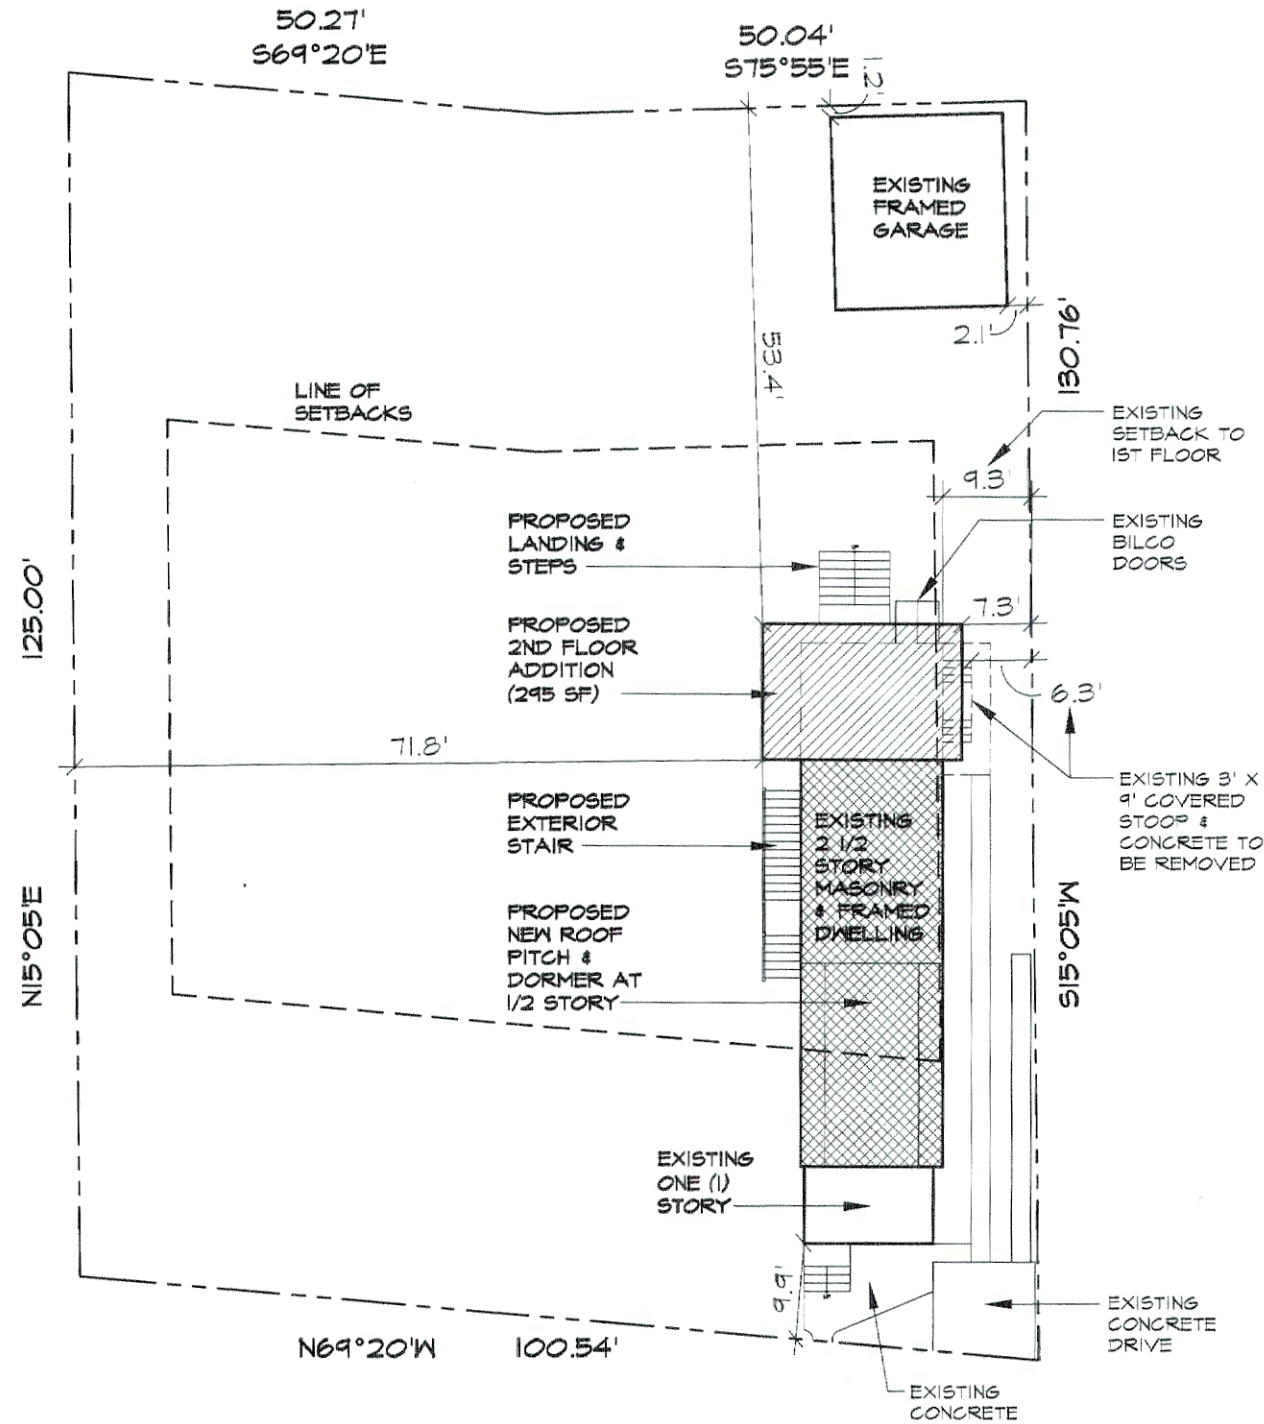 50.27'
S69°20'E
50.04'
S75°55'E
1.2'
EXISTING
FRAMED
GARAGE
2.1'
130.76'
53.4'
LINE OF
SETBACKS
EXISTING
SETBACK TO
1ST FLOOR
9.3'
PROPOSED
LANDING &
STEPS
EXISTING
BILCO
DOORS
125.00'
7.3'
PROPOSED
2ND FLOOR
ADDITION
(295 SF)
6.3'
71.8'
EXISTING 3' X
9' COVERED
STOOP &
CONCRETE TO
BE REMOVED
PROPOSED
EXTERIOR
STAIR
EXISTING
2 1/2
STORY
MASONRY
& FRAMED
DWELLING
N15°05'E
S15°05'W
PROPOSED
NEW ROOF
PITCH &
DORMER AT
1/2 STORY
EXISTING
ONE (1)
STORY
9.9'
EXISTING
CONCRETE
DRIVE
N69°20'W 100.54'
EXISTING
CONCRETE